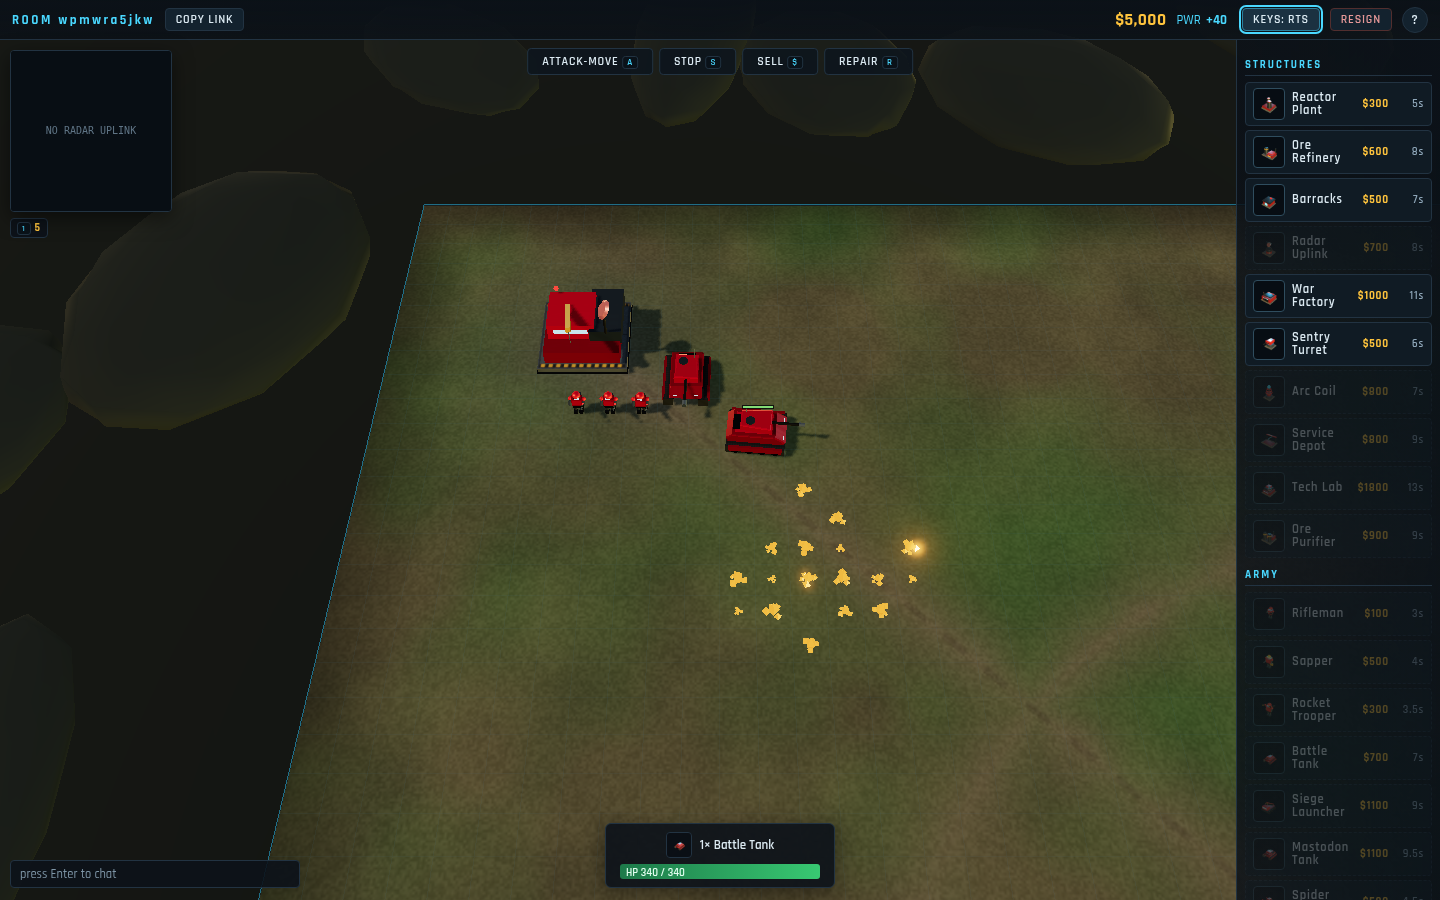 ROOM wpmwra5jkw
COPY LINK
$5,000
PWR +40
KEYS: RTS
RESIGN
?
ATTACK-MOVE A
STOP S
SELL $
REPAIR R
NO RADAR UPLINK
1 5
STRUCTURES
Reactor
Plant
$300
5s
Ore
Refinery
$600
8s
Barracks
$500
7s
Radar
Uplink
$700
8s
War
Factory
$1000
11s
Sentry
Turret
$500
6s
Arc Coil
$800
7s
Service
Depot
$800
9s
Tech Lab
$1800
13s
Ore
Purifier
$900
9s
ARMY
Rifleman
$100
3s
Sapper
$500
4s
Rocket
Trooper
$300
3.5s
Battle
Tank
$700
7s
Siege
Launcher
$1100
9s
Mastodon
Tank
$1100
9.5s
Spider
1× Battle Tank
HP 340 / 340
press Enter to chat